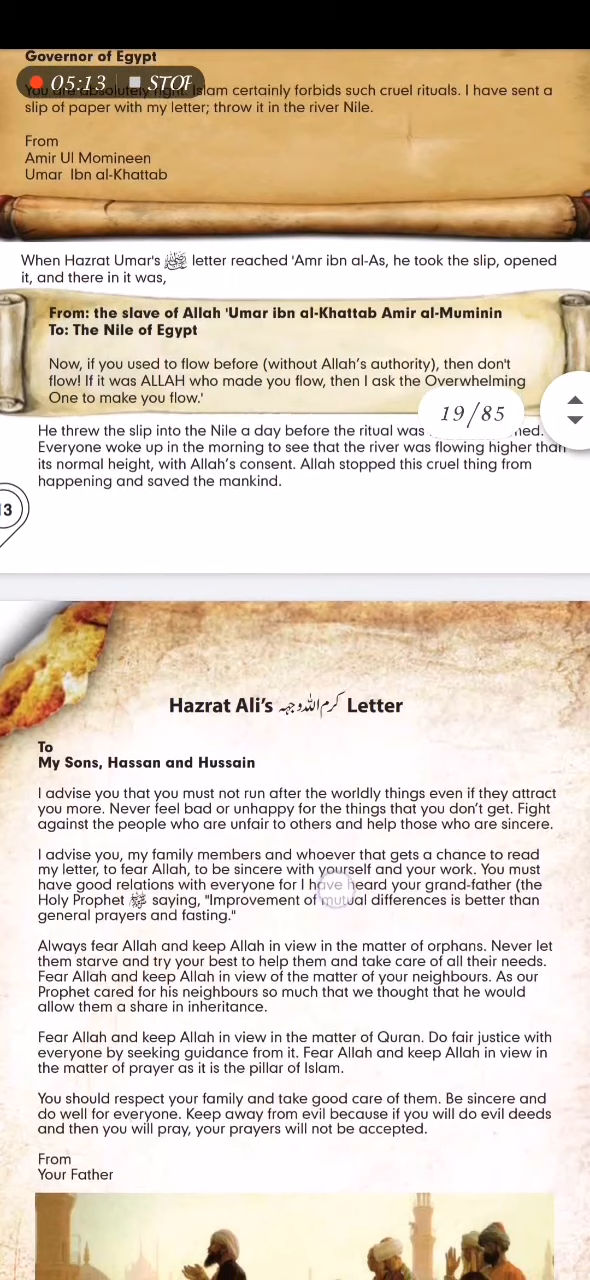 Governor of Egypt
05:13 STOP
You are absolutely right. Islam certainly forbids such cruel rituals. I have sent a
slip of paper with my letter; throw it in the river Nile.
From
Amir Ul Momineen
Umar Ibn al-Khattab
When Hazrat Umar's letter reached 'Amr ibn al-As, he took the slip, opened
it, and there in it was,
From: the slave of Allah 'Umar ibn al-Khattab Amir al-Muminin
To: The Nile of Egypt
Now, if you used to flow before (without Allah’s authority), then don't
flow! If it was ALLAH who made you flow, then I ask the Overwhelming
One to make you flow.'
19/85
He threw the slip into the Nile a day before the ritual was
Everyone woke up in the morning to see that the river was flowing higher than
its normal height, with Allah’s consent. Allah stopped this cruel thing from
happening and saved the mankind.
13
Hazrat Ali’s کرم اللہ وجہہ Letter
To
My Sons, Hassan and Hussain
I advise you that you must not run after the worldly things even if they attract
you more. Never feel bad or unhappy for the things that you don’t get. Fight
against the people who are unfair to others and help those who are sincere.
I advise you, my family members and whoever that gets a chance to read
my letter, to fear Allah, to be sincere with yourself and your work. You must
have good relations with everyone for I have heard your grand-father (the
Holy Prophet ﷺ saying, "Improvement of mutual differences is better than
general prayers and fasting."
Always fear Allah and keep Allah in view in the matter of orphans. Never let
them starve and try your best to help them and take care of all their needs.
Fear Allah and keep Allah in view of the matter of your neighbours. As our
Prophet cared for his neighbours so much that we thought that he would
allow them a share in inheritance.
Fear Allah and keep Allah in view in the matter of Quran. Do fair justice with
everyone by seeking guidance from it. Fear Allah and keep Allah in view in
the matter of prayer as it is the pillar of Islam.
You should respect your family and take good care of them. Be sincere and
do well for everyone. Keep away from evil because if you will do evil deeds
and then you will pray, your prayers will not be accepted.
From
Your Father